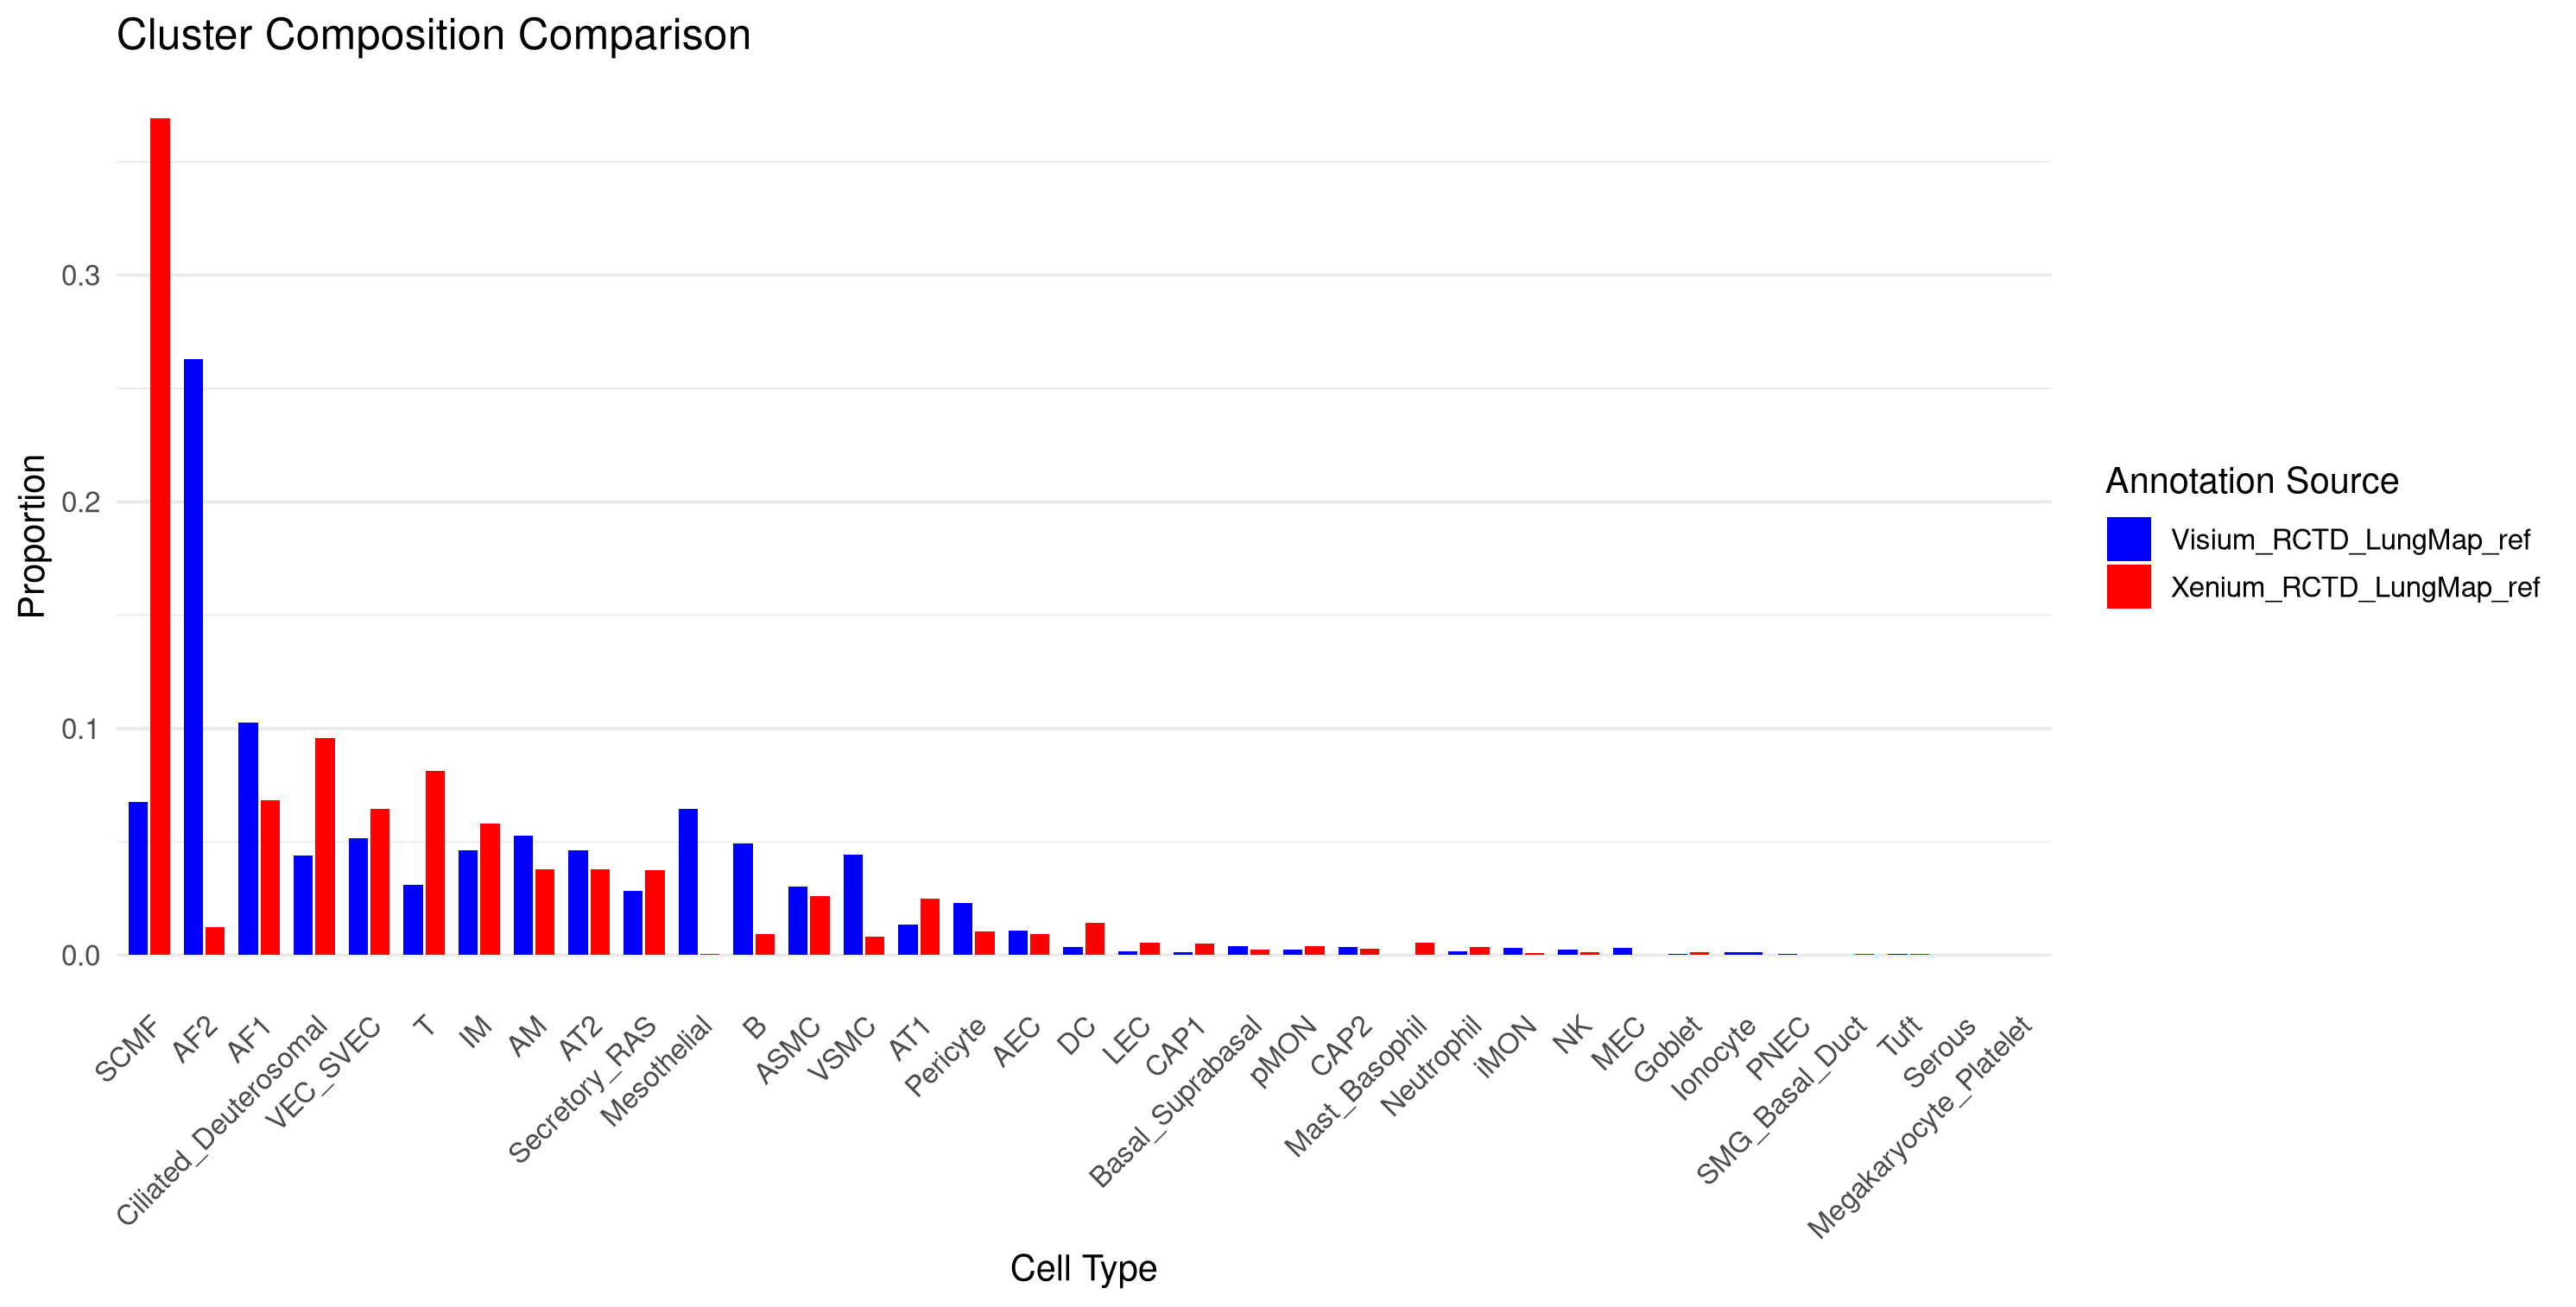 Cluster Composition Comparison
Proportion
0.3
0.2
0.1
0.0
SCMF
AF2
AF1
Ciliated_Deuterosomal
VEC_SVEC
T
IM
AM
AT2
Secretory_RAS
Mesothelial
B
ASMC
VSMC
AT1
Pericyte
AEC
DC
LEC
CAP1
Basal_Suprabasal
pMON
CAP2
Mast_Basophil
Neutrophil
iMON
NK
MEC
Goblet
Ionocyte
PNEC
SMG_Basal_Duct
Tuft
Serous
Megakaryocyte_Platelet
Cell Type
Annotation Source
Visium_RCTD_LungMap_ref
Xenium_RCTD_LungMap_ref